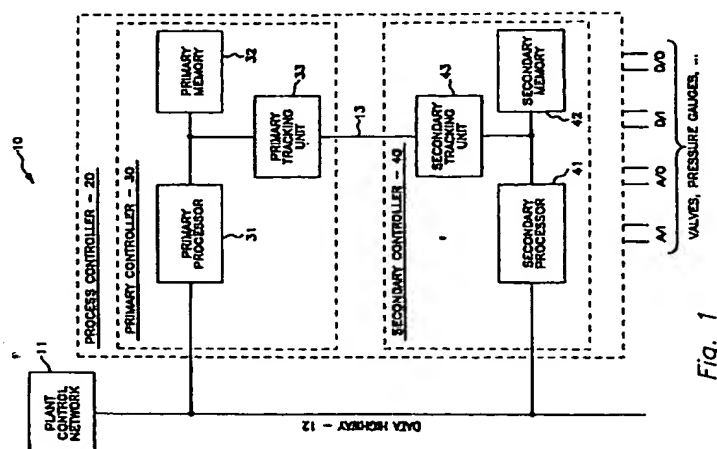 10
PROCESS CONTROLLER - 20
PRIMARY CONTROLLER - 30
PRIMARY
MEMORY
32
PRIMARY
TRACKING
UNIT
33
PRIMARY
PROCESSOR
31
13
SECONDARY CONTROLLER - 40
SECONDARY
TRACKING
UNIT
43
SECONDARY
MEMORY
42
SECONDARY
PROCESSOR
41
11
PLANT
CONTROL
NETWORK
DATA HIGHWAY - 12
A/I
A/O
D/I
D/O
VALVES, PRESSURE GAUGES, ...
Fig. 1